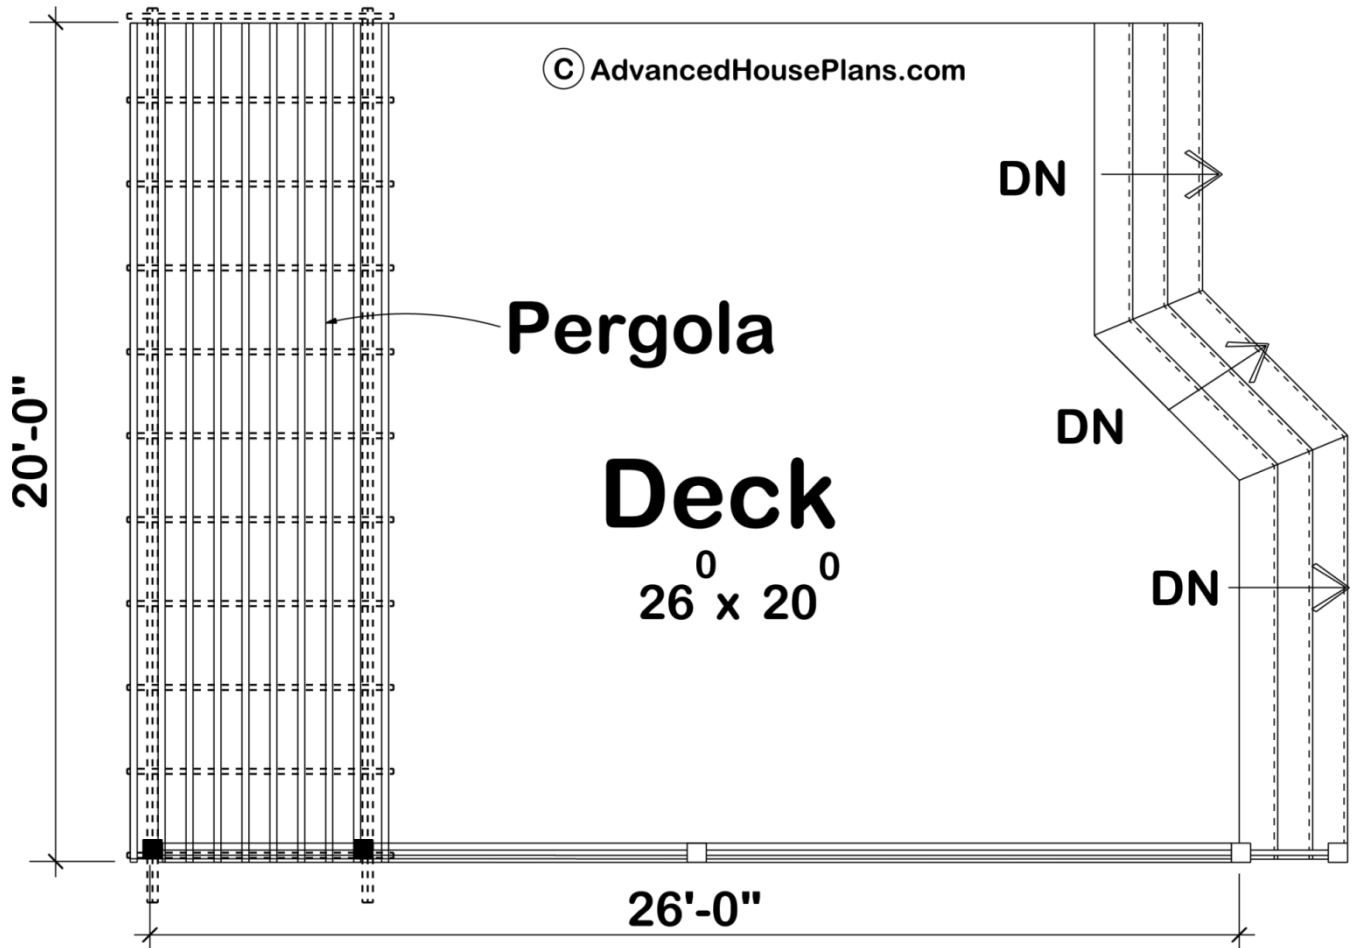 © AdvancedHousePlans.com
DN
Pergola
20'-0"
DN
Deck
26⁰ x 20⁰
DN
26'-0"